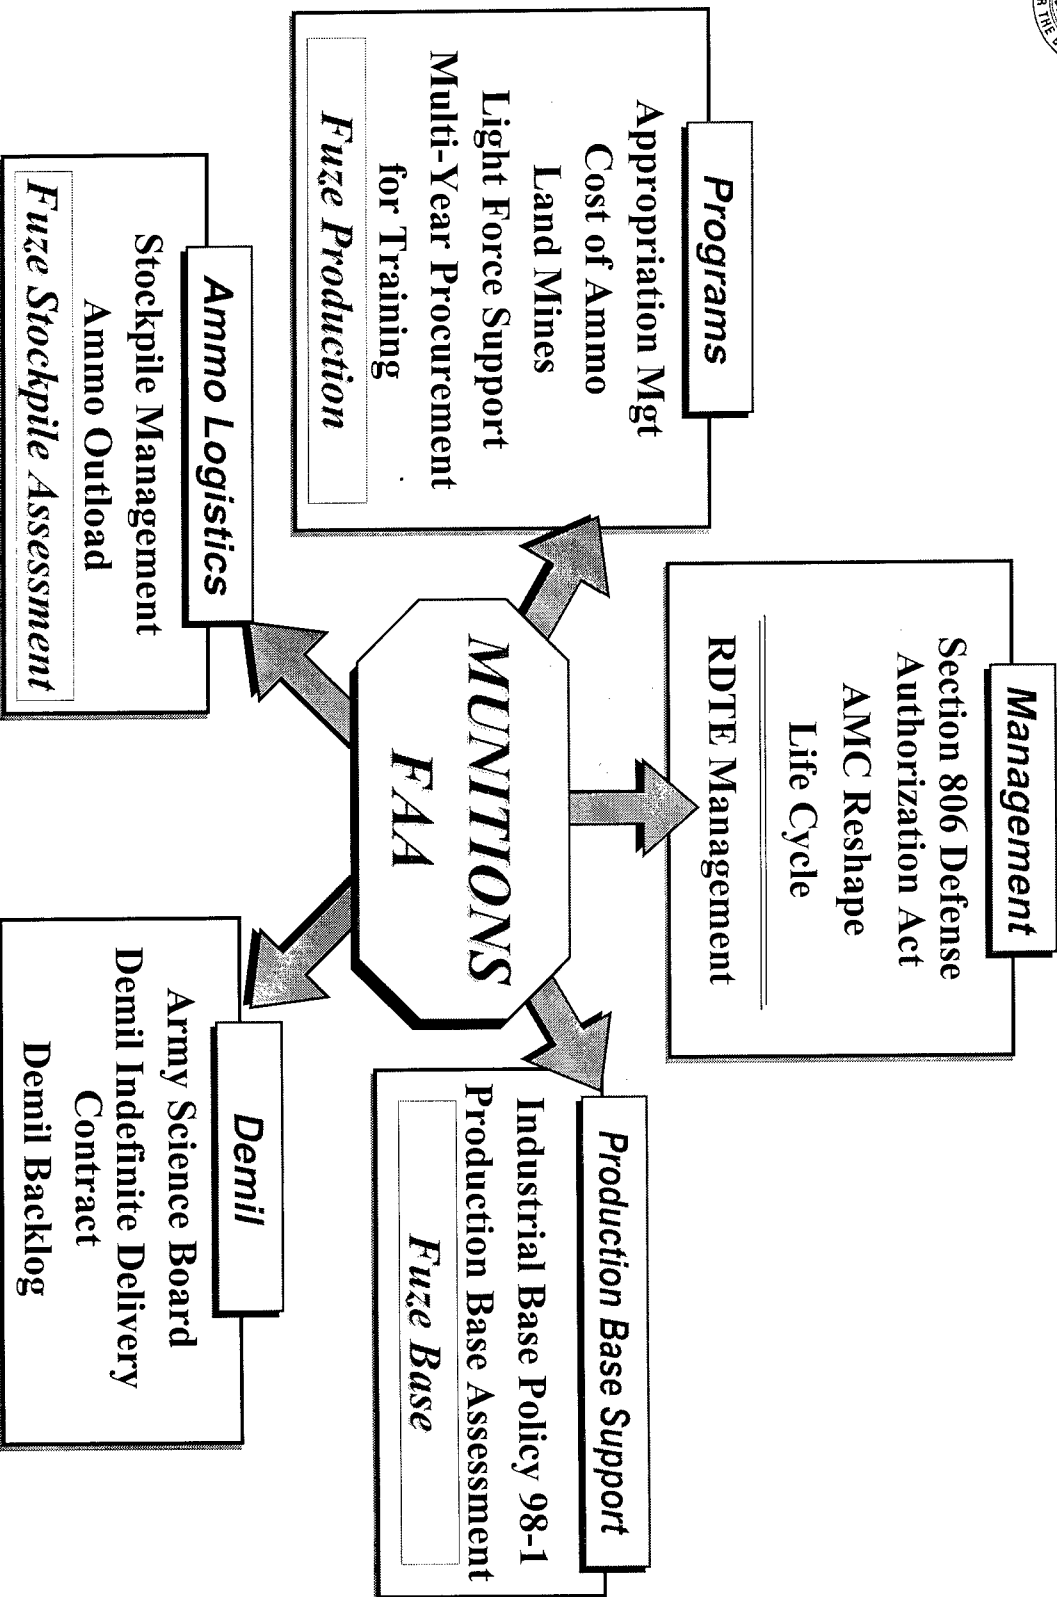 R THE
Management
Section 806 Defense
Authorization Act
AMC Reshape
Life Cycle
RDTE Management
Programs
Appropriation Mgt
Cost of Ammo
Land Mines
Light Force Support
Multi-Year Procurement
for Training
Fuze Production
Production Base Support
Industrial Base Policy 98-1
Production Base Assessment
Fuze Base
MUNITIONS
FAA
Ammo Logistics
Stockpile Management
Ammo Outload
Fuze Stockpile Assessment
Demil
Army Science Board
Demil Indefinite Delivery
Contract
Demil Backlog